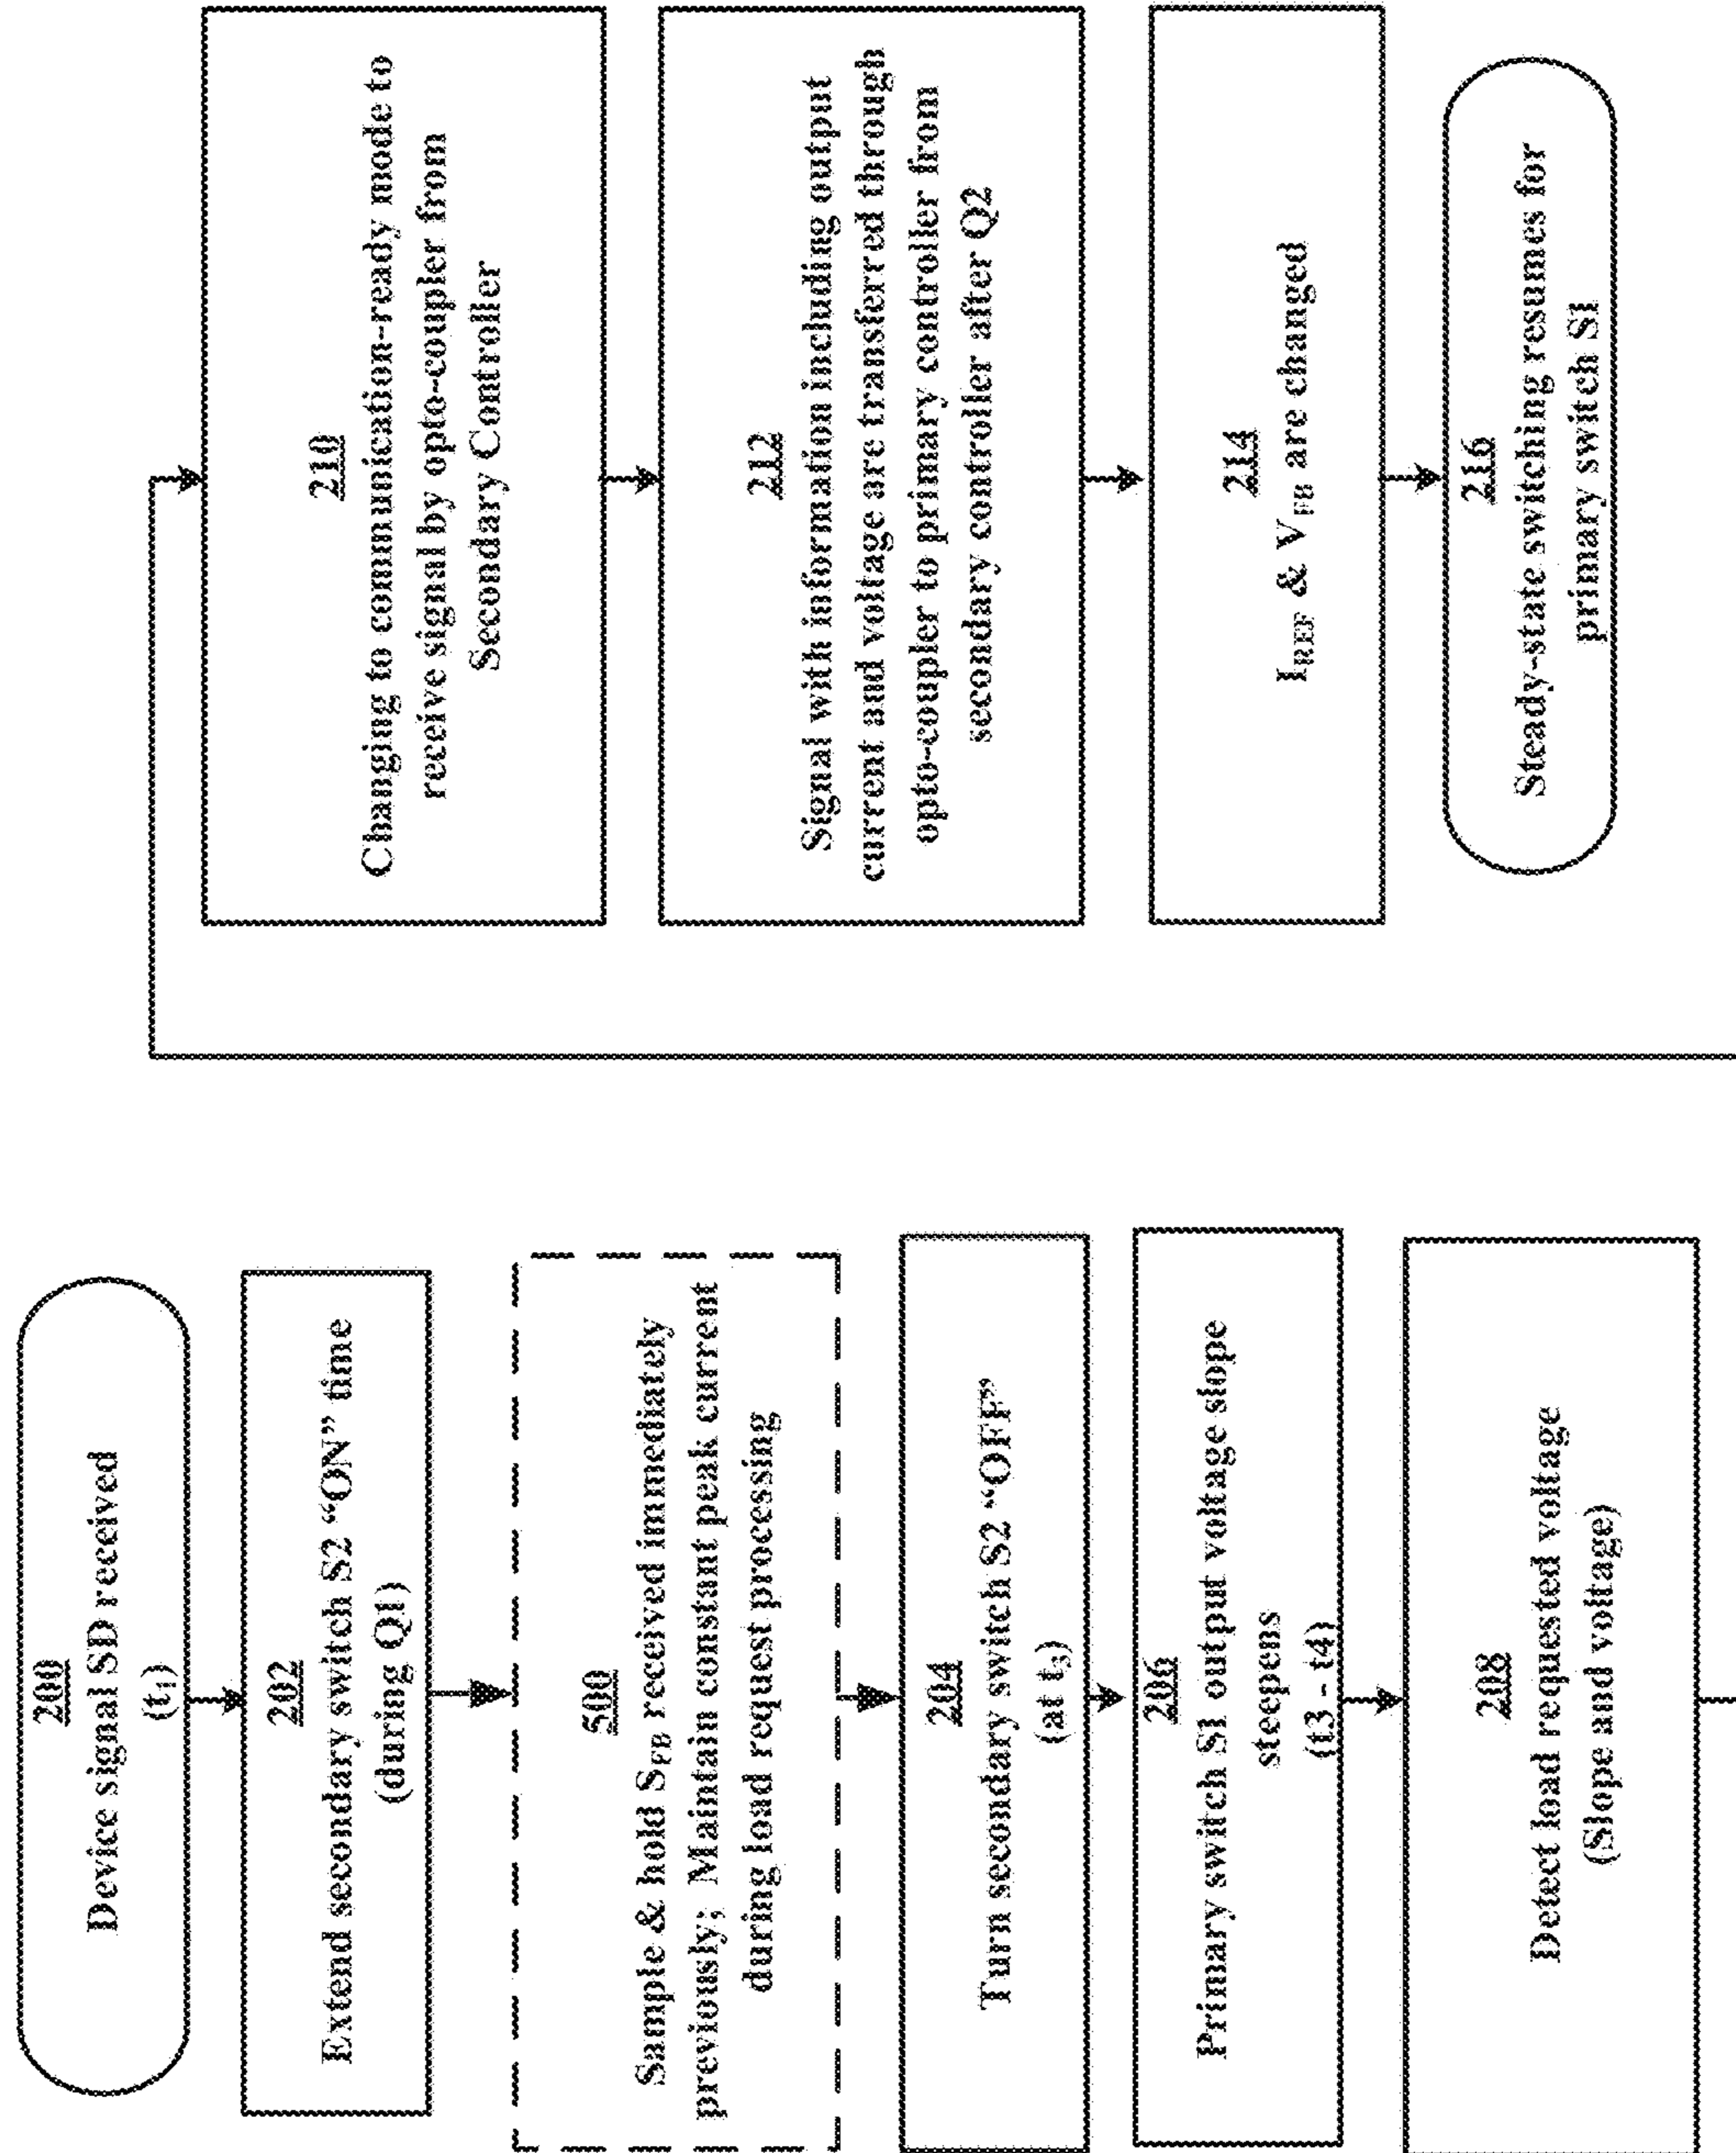 200
Device signal SD received
(t₁)
202
Extend secondary switch S2 “ON” time
(during Q1)
500
Sample & hold S_FB received immediately
previously; Maintain constant peak current
during load request processing
204
Turn secondary switch S2 “OFF”
(at t₃)
206
Primary switch S1 output voltage slope
steepens
(t3 - t4)
208
Detect load requested voltage
(Slope and voltage)
210
Changing to communication-ready mode to
receive signal by opto-coupler from
Secondary Controller
212
Signal with information including output
current and voltage are transferred through
opto-coupler to primary controller from
secondary controller after Q2
214
I_REF & V_FB are changed
216
Steady-state switching resumes for
primary switch S1